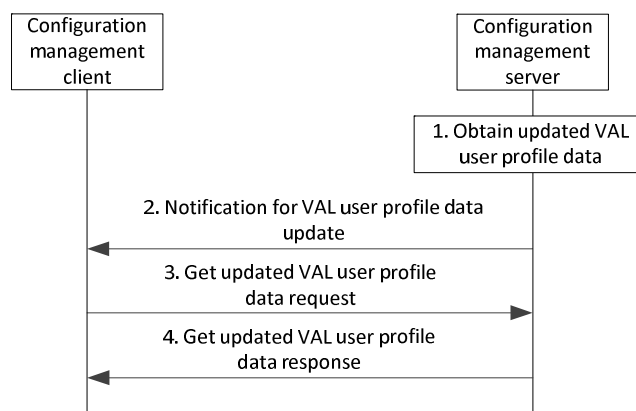 Configuration
management
client
Configuration
management
server
1. Obtain updated VAL
user profile data
2. Notification for VAL user profile data
update
3. Get updated VAL user profile
data request
4. Get updated VAL user profile
data response